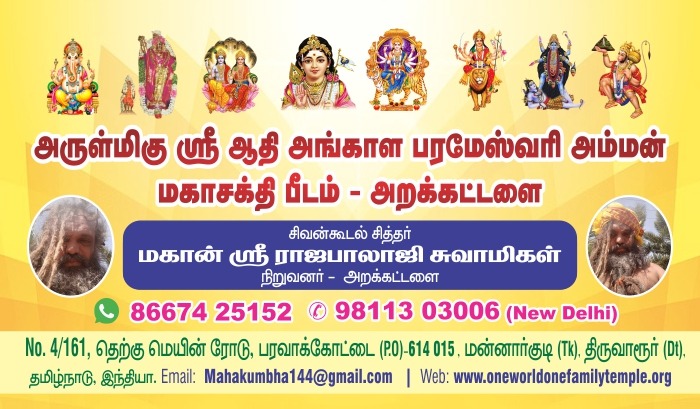 அருள்மிகு ஸ்ரீ ஆதி அங்காள பரமேஸ்வரி அம்மன்
மகாசக்தி பீடம் - அறக்கட்டளை
சிவன்கூடல் சித்தர்
மகான் ஸ்ரீ ராஜபாலாஜி சுவாமிகள்
நிறுவனர் - அறக்கட்டளை
86674 25152 98113 03006 (New Delhi)
No. 4/161, தெற்கு மெயின் ரோடு, பரவாக்கோட்டை (P.O)-614 015, மன்னார்குடி (Tk), திருவாரூர் (Dt),
தமிழ்நாடு, இந்தியா. Email: Mahakumbha144@gmail.com | Web: www.oneworldonefamilytemple.org